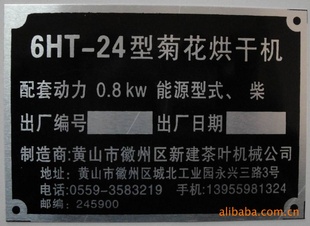 6HT-24型菊花烘干机
配套动力 0.8kw 能源型式、柴
出厂编号 出厂日期
制造商:黄山市徽州区新建茶叶机械公司
地址:黄山市徽州区城北工业园永兴三路3号
电话:0559-3583219 手机:13955981324
邮编:245900
alibaba.com.cn